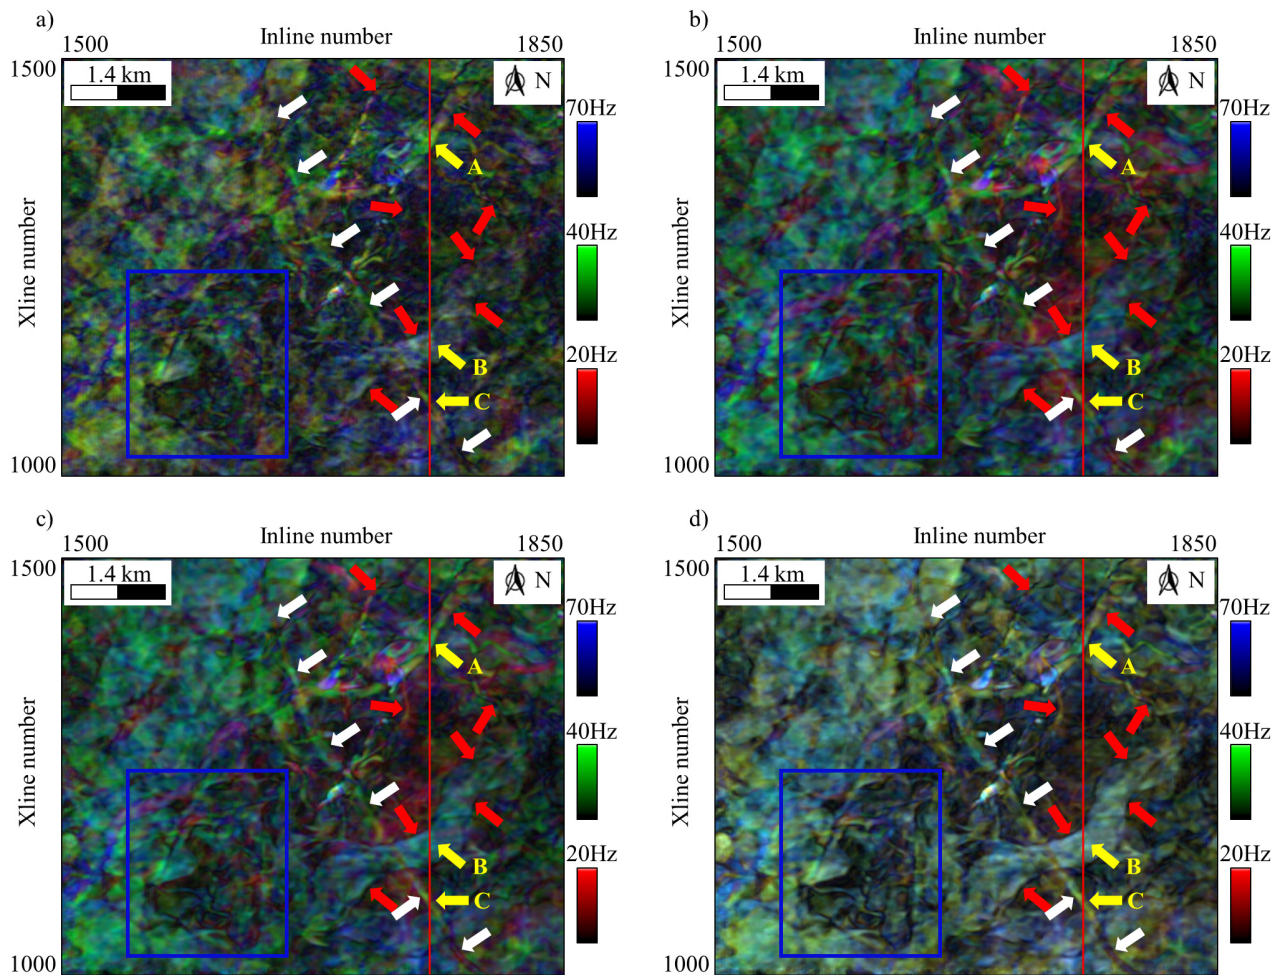 a)
Inline number
1500
1850
1500
1.4 km
N
70Hz
A
Xline number
40Hz
20Hz
B
C
1000
b)
Inline number
1500
1850
1500
1.4 km
N
70Hz
A
Xline number
40Hz
20Hz
B
C
1000
c)
Inline number
1500
1850
1500
1.4 km
N
70Hz
A
Xline number
40Hz
20Hz
B
C
1000
d)
Inline number
1500
1850
1500
1.4 km
N
70Hz
A
Xline number
40Hz
20Hz
B
C
1000